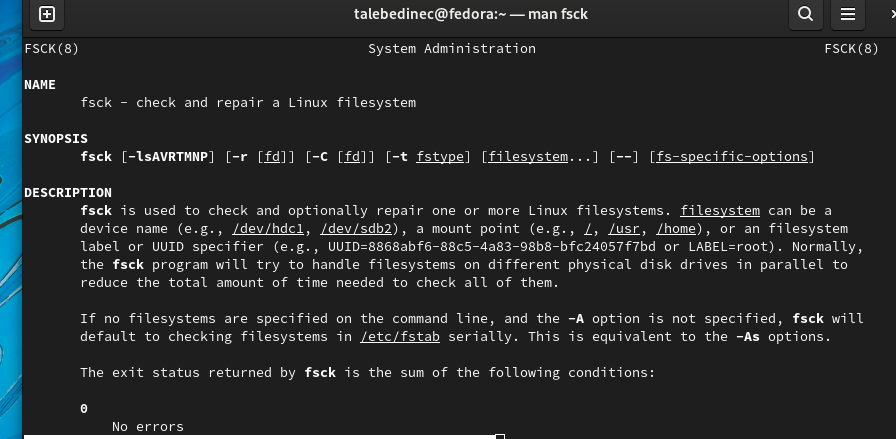 talebedinec@fedora:~ — man fsck
FSCK(8) System Administration FSCK(8)
NAME
fsck - check and repair a Linux filesystem
SYNOPSIS
fsck [-lsAVRTMNP] [-r [fd]] [-C [fd]] [-t fstype] [filesystem...] [--] [fs-specific-options]
DESCRIPTION
fsck is used to check and optionally repair one or more Linux filesystems. filesystem can be a
device name (e.g., /dev/hdc1, /dev/sdb2), a mount point (e.g., /, /usr, /home), or an filesystem
label or UUID specifier (e.g., UUID=8868abf6-88c5-4a83-98b8-bfc24057f7bd or LABEL=root). Normally,
the fsck program will try to handle filesystems on different physical disk drives in parallel to
reduce the total amount of time needed to check all of them.
If no filesystems are specified on the command line, and the -A option is not specified, fsck will
default to checking filesystems in /etc/fstab serially. This is equivalent to the -As options.
The exit status returned by fsck is the sum of the following conditions:
0
No errors